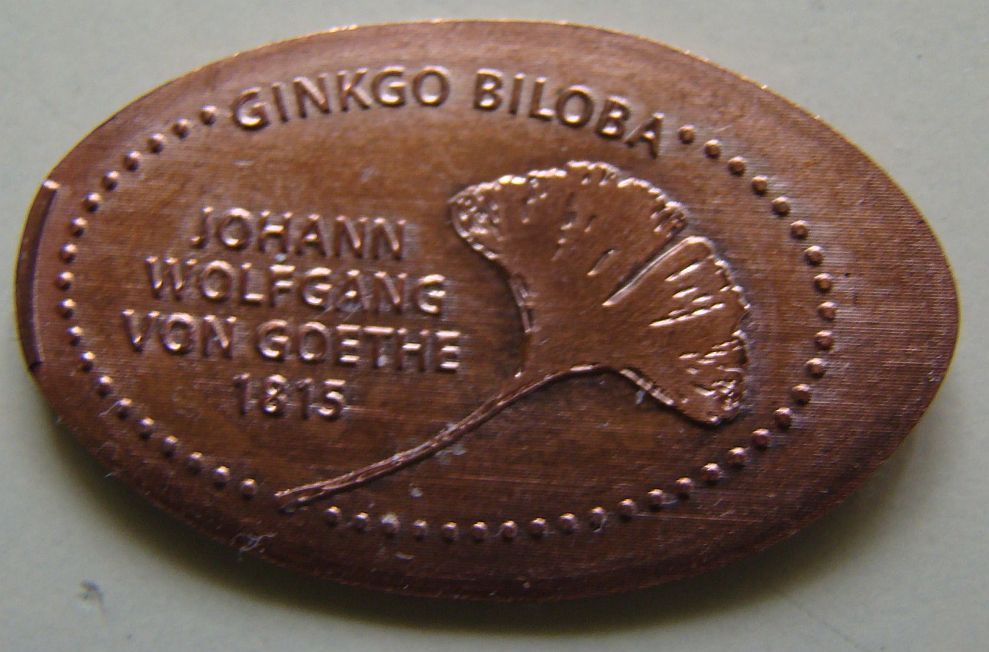 GINKGO BILOBA
JOHANN
WOLFGANG
VON GOETHE
1815